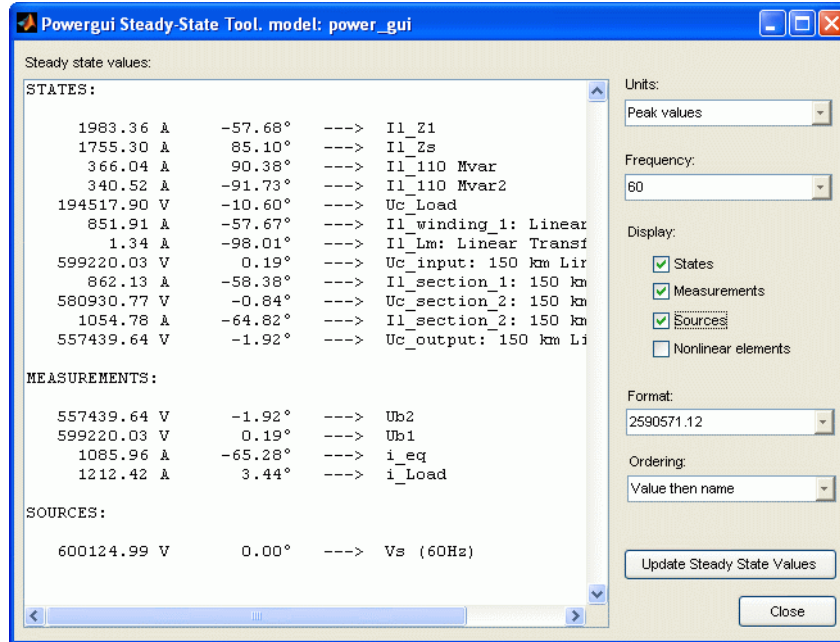 Powergui Steady-State Tool. model: power_gui
Steady state values:
STATES:
1983.36 A -57.68° ---> Il_Z1
1755.30 A 85.10° ---> Il_Zs
366.04 A 90.38° ---> Il_110 Mvar
340.52 A -91.73° ---> Il_110 Mvar2
194517.90 V -10.60° ---> Uc_Load
851.91 A -57.67° ---> Il_winding_1: Linear
1.34 A -98.01° ---> Il_Lm: Linear Transf
599220.03 V 0.19° ---> Uc_input: 150 km Lin
862.13 A -58.38° ---> Il_section_1: 150 km
580930.77 V -0.84° ---> Uc_section_2: 150 km
1054.78 A -64.82° ---> Il_section_2: 150 km
557439.64 V -1.92° ---> Uc_output: 150 km Li
MEASUREMENTS:
557439.64 V -1.92° ---> Ub2
599220.03 V 0.19° ---> Ub1
1085.96 A -65.28° ---> i_eq
1212.42 A 3.44° ---> i_Load
SOURCES:
600124.99 V 0.00° ---> Vs (60Hz)
Units:
Peak values
Frequency:
60
Display:
States
Measurements
Sources
Nonlinear elements
Format:
2590571.12
Ordering:
Value then name
Update Steady State Values
Close